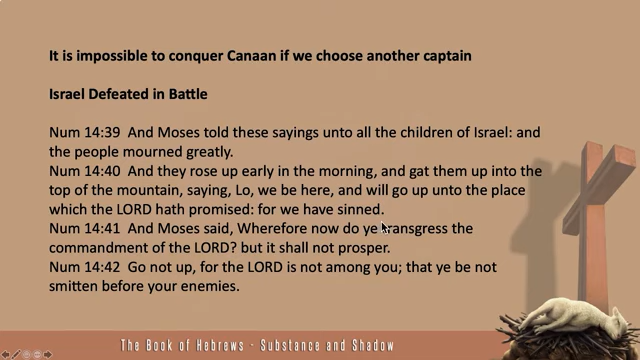 It is impossible to conquer Canaan if we choose another captain
Israel Defeated in Battle
Num 14:39 And Moses told these sayings unto all the children of Israel: and
the people mourned greatly.
Num 14:40 And they rose up early in the morning, and gat them up into the
top of the mountain, saying, Lo, we be here, and will go up unto the place
which the LORD hath promised: for we have sinned.
Num 14:41 And Moses said, Wherefore now do ye transgress the
commandment of the LORD? but it shall not prosper.
Num 14:42 Go not up, for the LORD is not among you; that ye be not
smitten before your enemies.
The Book of Hebrews - Substance and Shadow